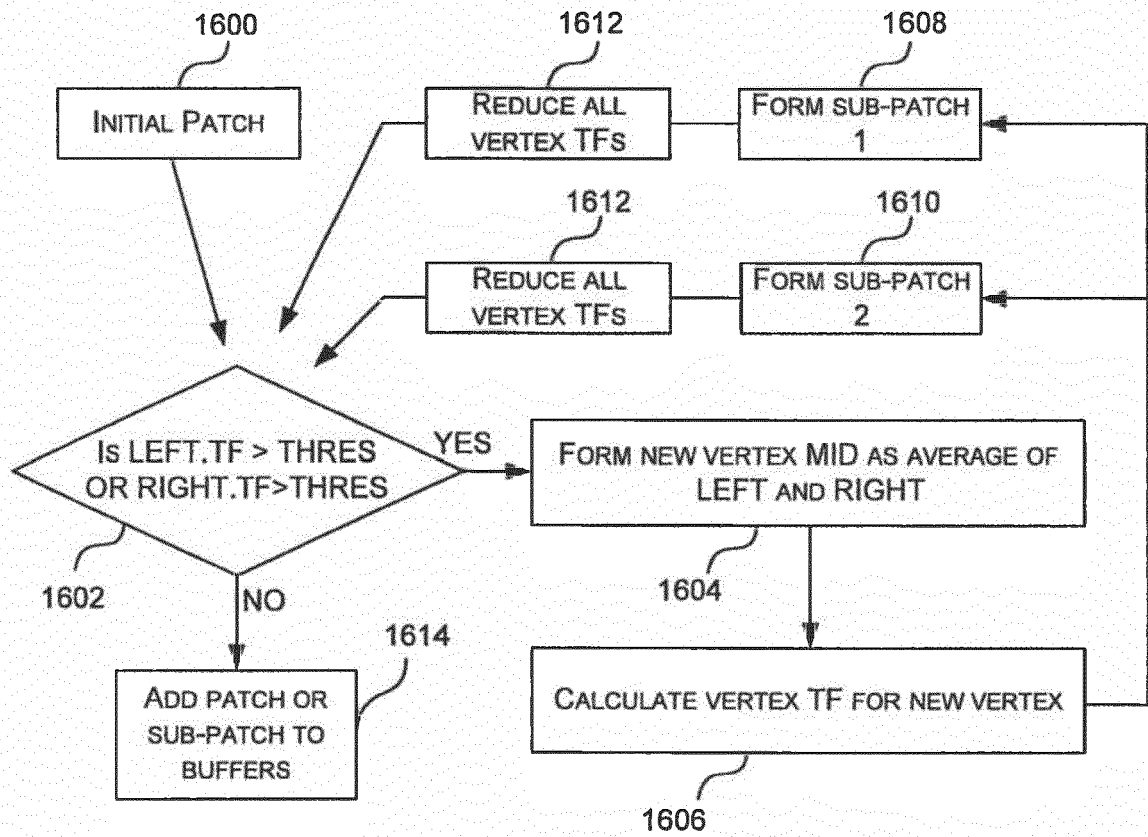 1600
INITIAL PATCH
1612
REDUCE ALL
VERTEX TFs
1608
FORM SUB-PATCH
1
1612
REDUCE ALL
VERTEX TFs
1610
FORM SUB-PATCH
2
IS LEFT.TF > THRES
OR RIGHT.TF>THRES
YES
1602
NO
FORM NEW VERTEX MID AS AVERAGE OF
LEFT AND RIGHT
1604
1614
ADD PATCH OR
SUB-PATCH TO
BUFFERS
CALCULATE VERTEX TF FOR NEW VERTEX
1606